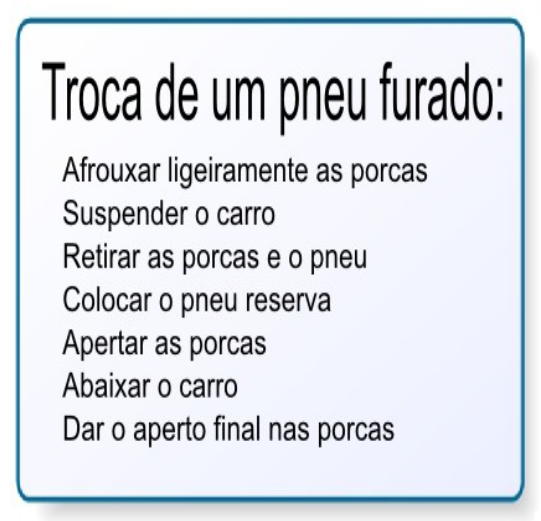 Troca de um pneu furado:
Afrouxar ligeiramente as porcas
Suspender o carro
Retirar as porcas e o pneu
Colocar o pneu reserva
Apertar as porcas
Abaixar o carro
Dar o aperto final nas porcas